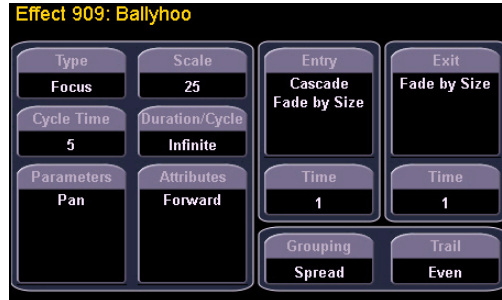 Effect 909: Ballyhoo
Type
Focus
Scale
25
Entry
Cascade
Fade by Size
Exit
Fade by Size
Cycle Time
5
Duration/Cycle
Infinite
Parameters
Pan
Attributes
Forward
Time
1
Time
1
Grouping
Spread
Trail
Even